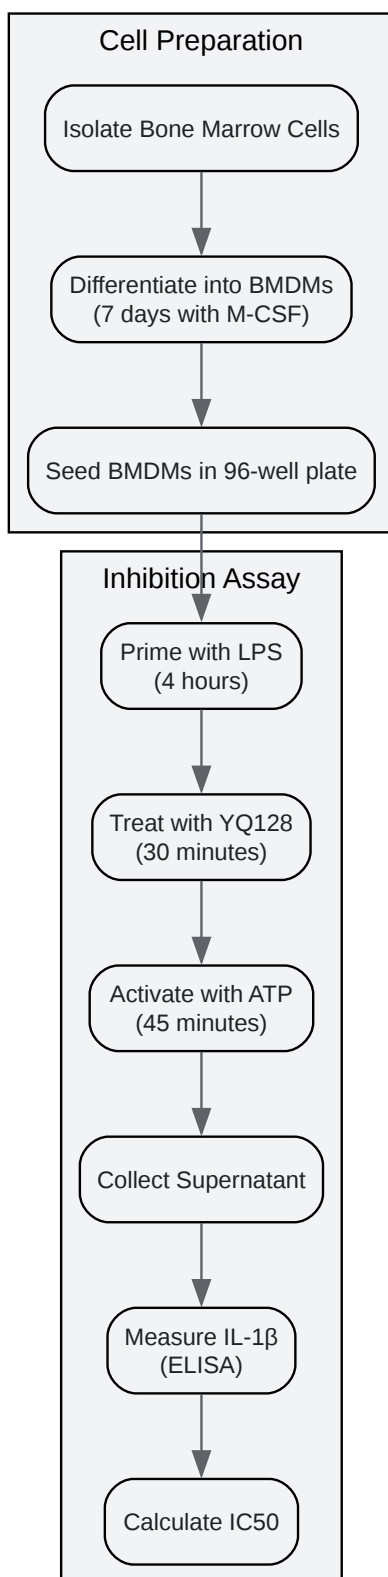 Cell Preparation
Isolate Bone Marrow Cells
Differentiate into BMDMs
(7 days with M-CSF)
Seed BMDMs in 96-well plate
Inhibition Assay
Prime with LPS
(4 hours)
Treat with YQ128
(30 minutes)
Activate with ATP
(45 minutes)
Collect Supernatant
Measure IL-1β
(ELISA)
Calculate IC50